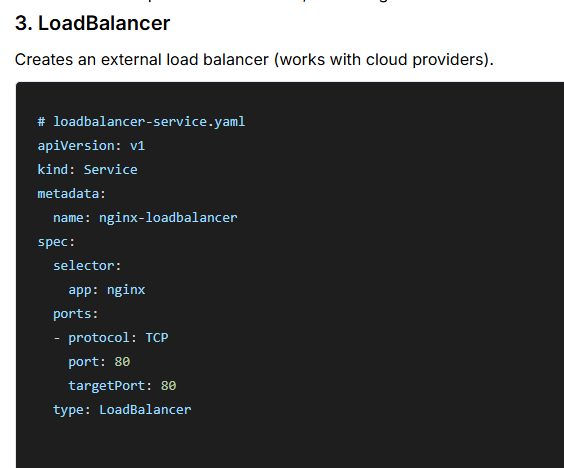 3. LoadBalancer
Creates an external load balancer (works with cloud providers).
# loadbalancer-service.yaml
apiVersion: v1
kind: Service
metadata:
  name: nginx-loadbalancer
spec:
  selector:
    app: nginx
  ports:
  - protocol: TCP
    port: 80
    targetPort: 80
  type: LoadBalancer